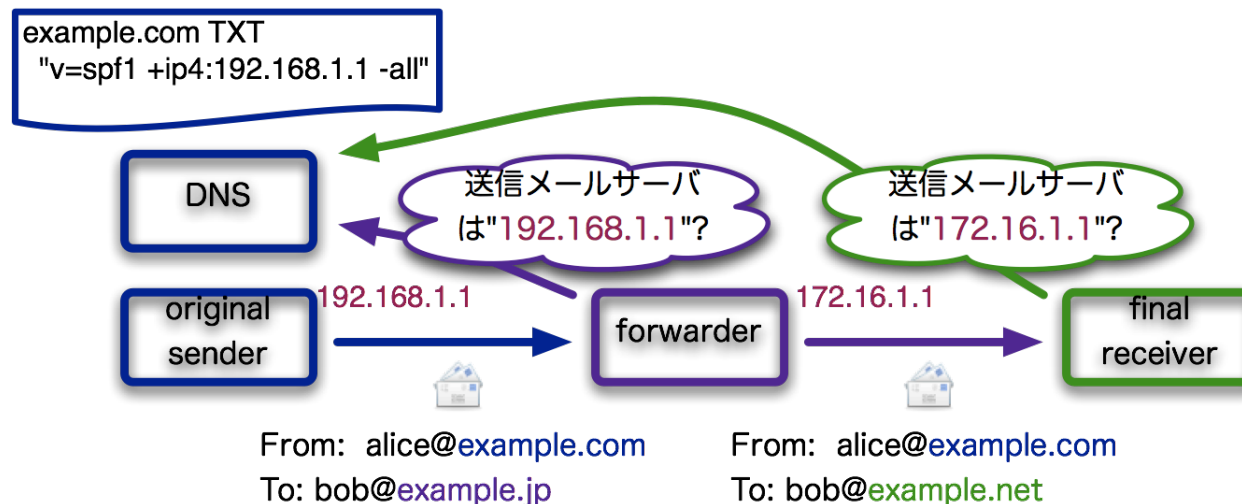 example.com TXT
"v=spf1 +ip4:192.168.1.1 -all"
DNS
送信メールサーバ
は"192.168.1.1"?
送信メールサーバ
は"172.16.1.1"?
original
sender
192.168.1.1
forwarder
172.16.1.1
final
receiver
From: alice@example.com
To: bob@example.jp
From: alice@example.com
To: bob@example.net